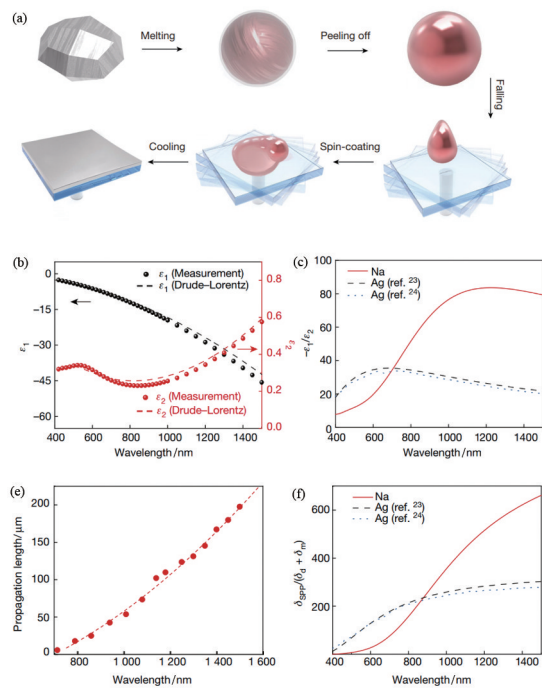 (a)
Melting
Peeling off
Falling
Cooling
Spin-coating
(b)
0
−15
−30
−45
−60
ε1
ε1 (Measurement)
ε1 (Drude–Lorentz)
ε2 (Measurement)
ε2 (Drude–Lorentz)
0.8
0.6
0.4
0.2
0
ε2
400 600 800 1000 1200 1400
Wavelength/nm
(c)
Na
Ag (ref. 23)
Ag (ref. 24)
100
80
60
40
20
0
−ε1/ε2
400 600 800 1000 1200 1400
Wavelength/nm
(e)
200
150
100
50
0
Propagation length/μm
800 1 000 1 200 1 400 1 600
Wavelength/nm
(f)
Na
Ag (ref. 23)
Ag (ref. 24)
600
400
200
δSPP/(δd + δm)
400 600 800 1000 1200 1400
Wavelength/nm